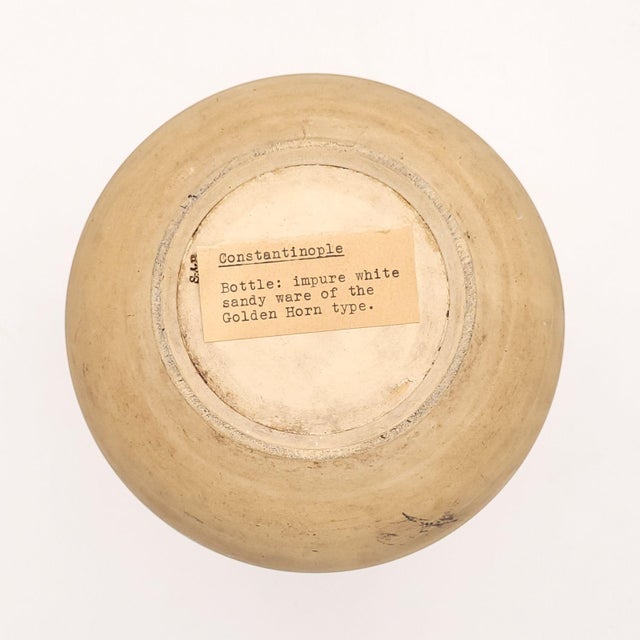 Constantinople
Bottle: impure white
sandy ware of the
Golden Horn type.